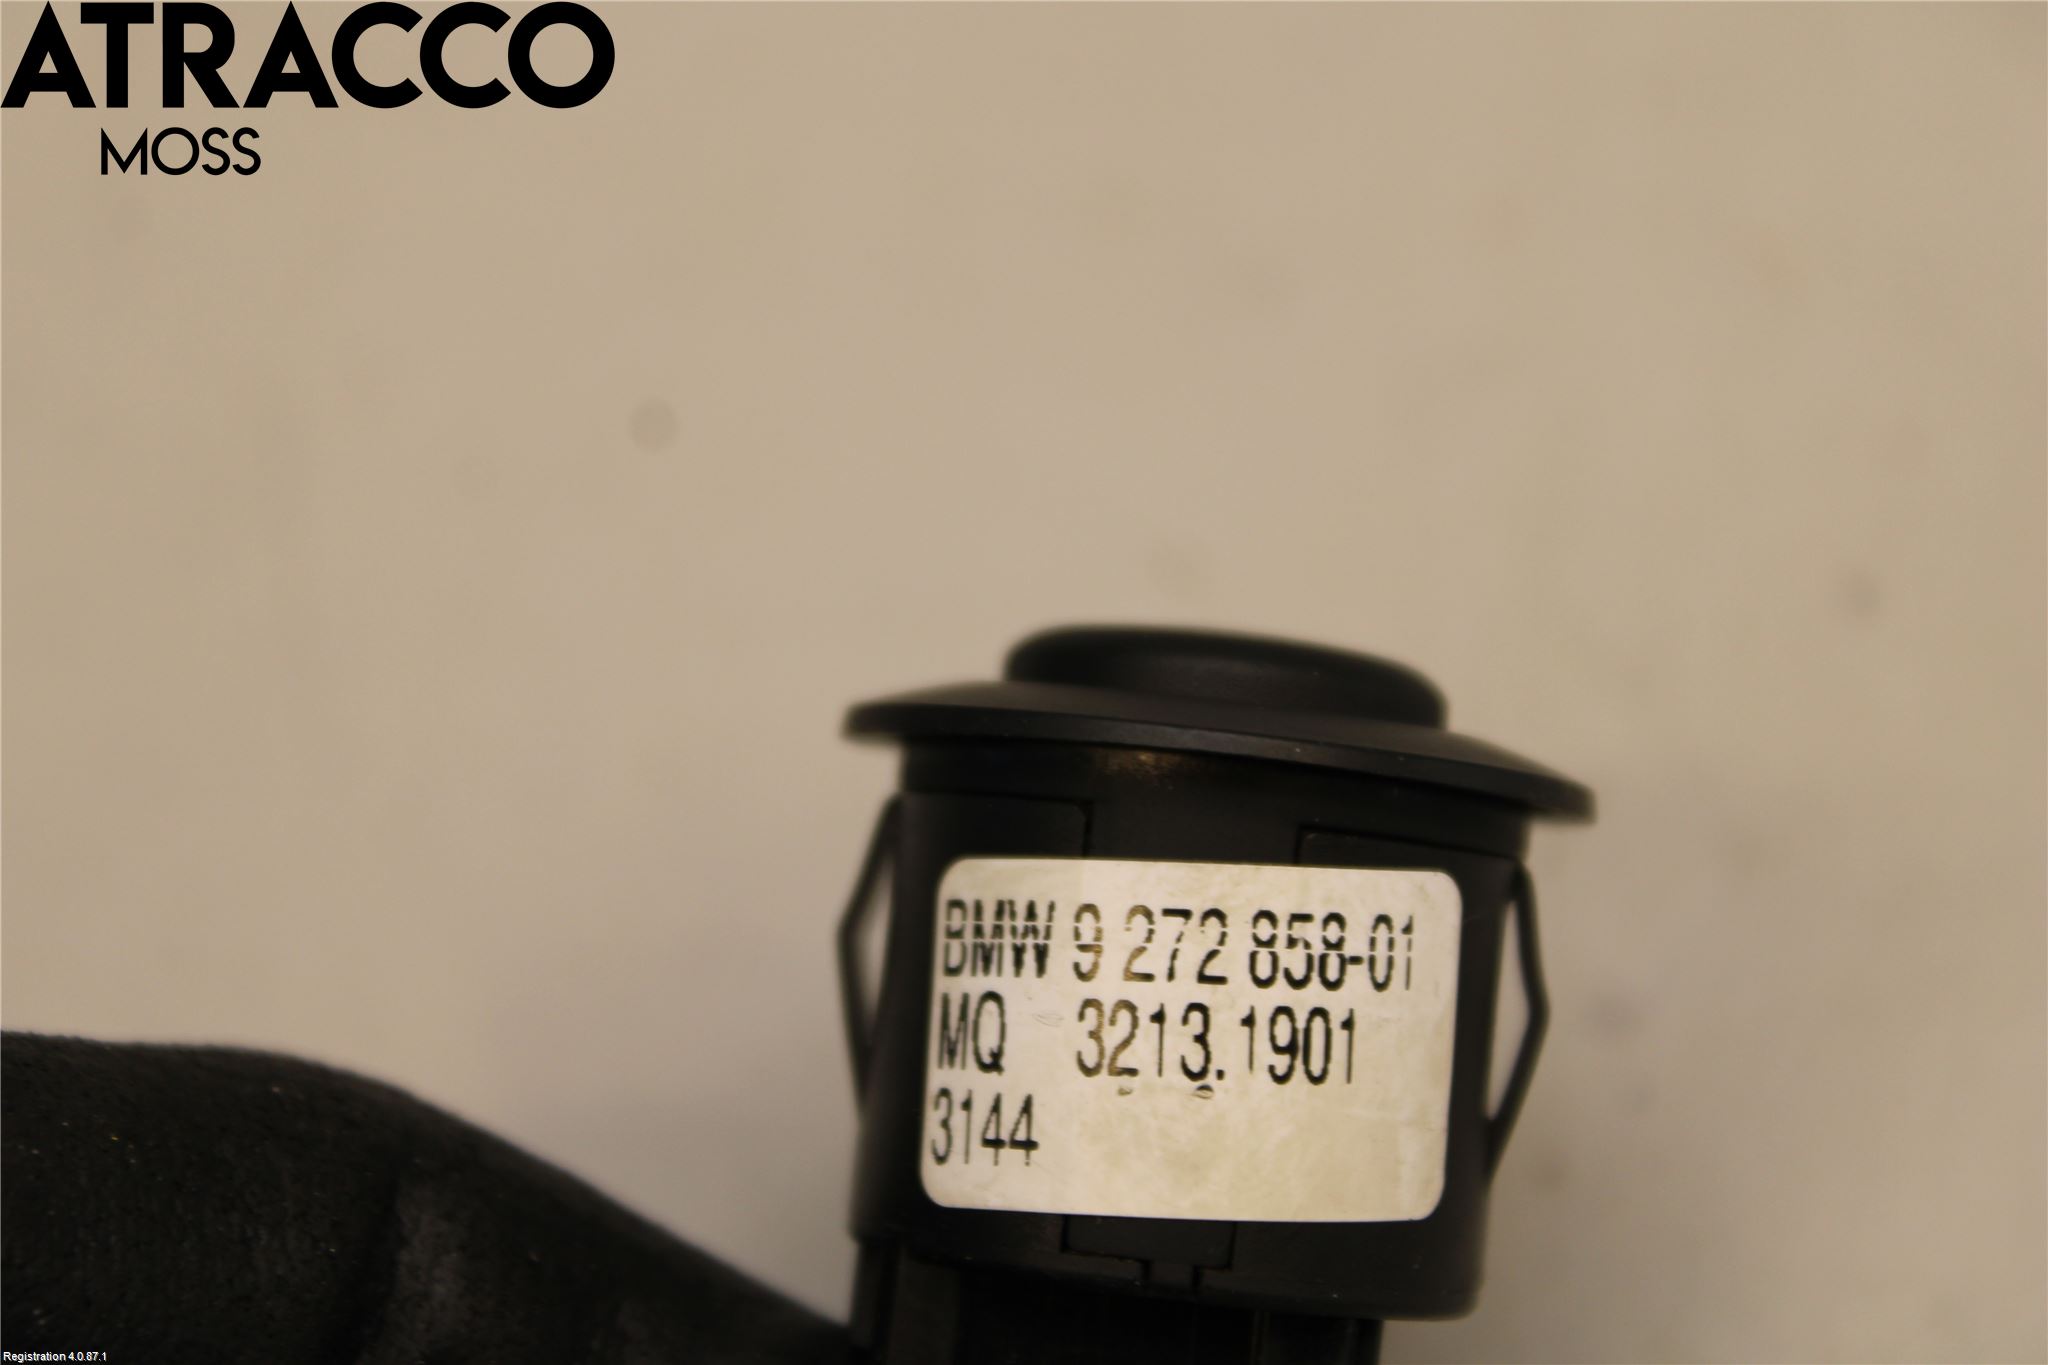 ATRACCO
MOSS
BMW 9 272 858-01
MQ 3213.1901
3144
Registration 4.0.87.1